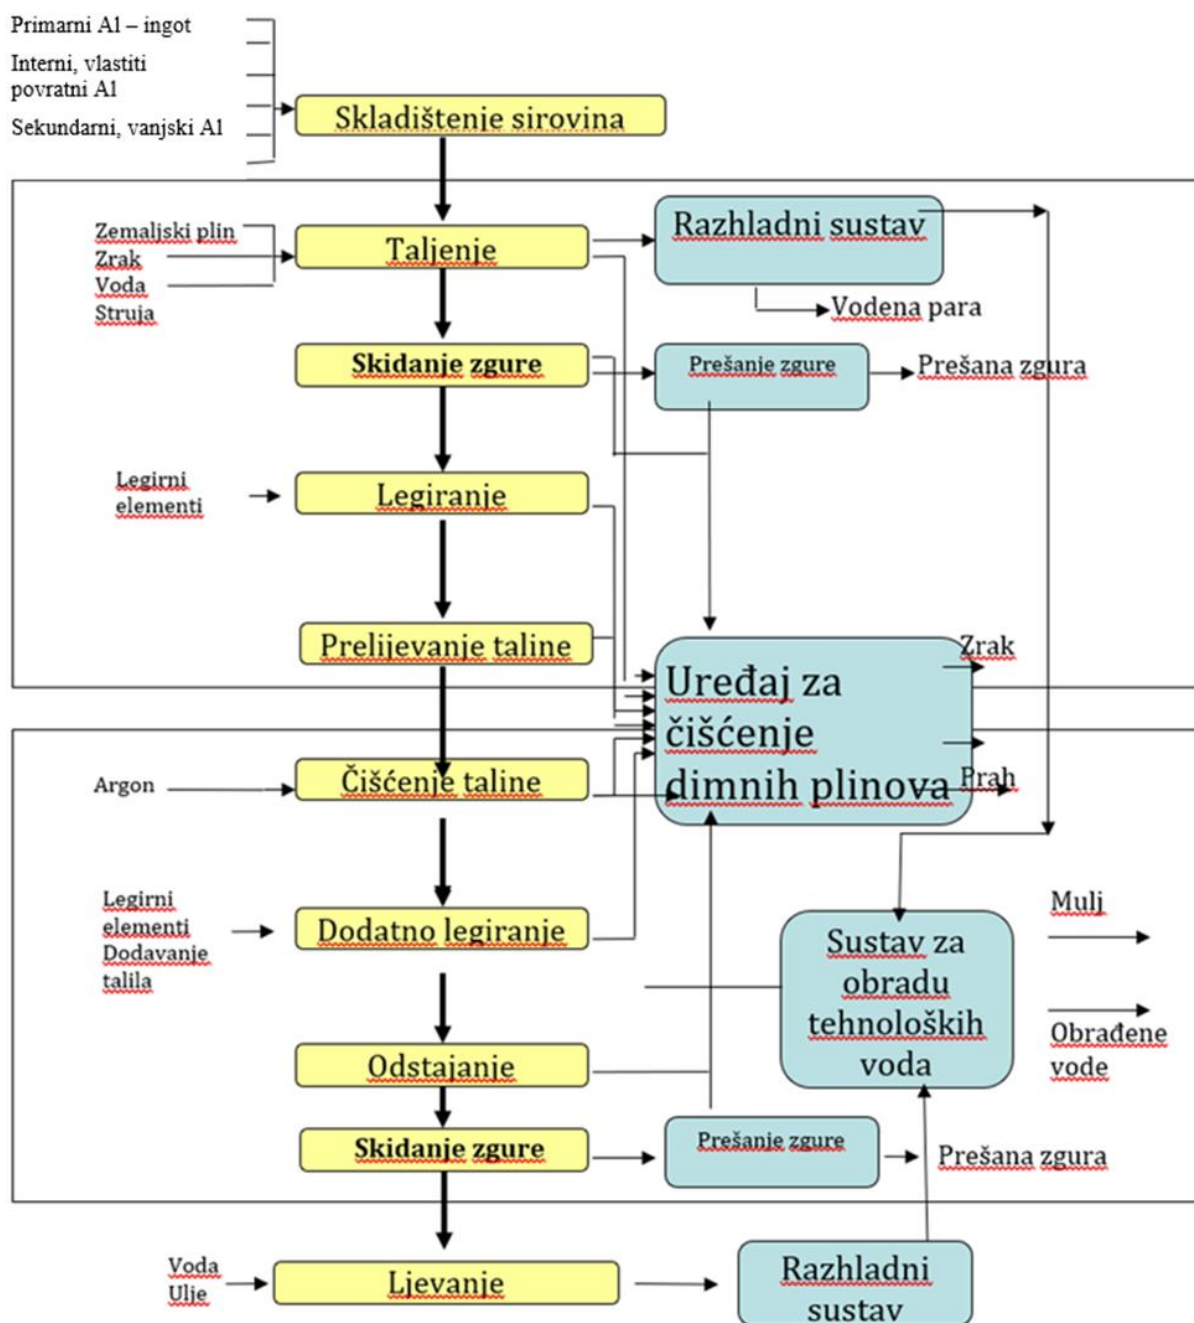 Primarni Al – ingot
Interni, vlastiti
povratni Al
Sekundarni, vanjski Al
Skladištenje sirovina
Zemaljski plin
Zrak
Voda
Struja
Taljenje
Razhladni sustav
Vodena para
Skidanje zgure
Prešanje zgure
Prešana zgura
Legirni
elementi
Legiranje
Prelijevanje taline
Uređaj za
čišćenje
dimnih plinova
Zrak
Prah
Argon
Čišćenje taline
Legirni
elementi
Dodavanje
talila
Dodatno legiranje
Sustav za
obradu
tehnoloških
voda
Mulj
Obrađene
vode
Odstajanje
Skidanje zgure
Prešanje zgure
Prešana zgura
Voda
Ulje
Ljevanje
Razhladni
sustav